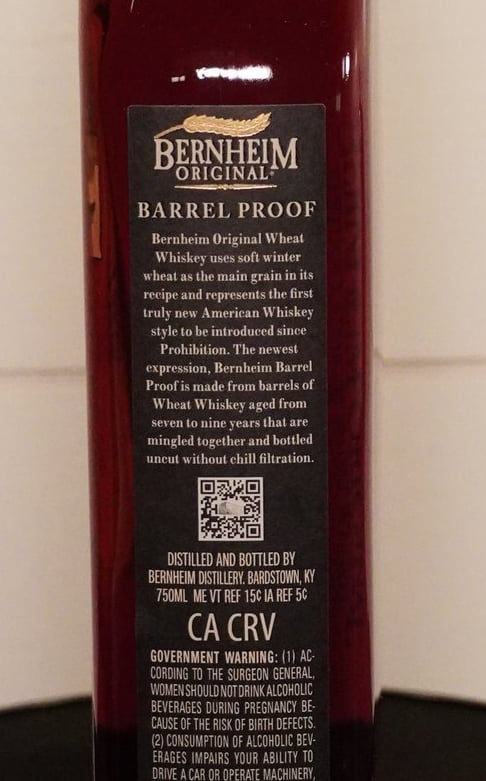 BERNHEIM
ORIGINAL
BARREL PROOF
Bernheim Original Wheat
Whiskey uses soft winter
wheat as the main grain in its
recipe and represents the first
truly new American Whiskey
style to be introduced since
Prohibition. The newest
expression, Bernheim Barrel
Proof is made from barrels of
Wheat Whiskey aged from
seven to nine years that are
mingled together and bottled
uncut without chill filtration.
DISTILLED AND BOTTLED BY
BERNHEIM DISTILLERY, BARDSTOWN, KY
750ML ME VT REF 15¢ IA REF 5¢
CA CRV
GOVERNMENT WARNING: (1) AC-
CORDING TO THE SURGEON GENERAL,
WOMEN SHOULD NOT DRINK ALCOHOLIC
BEVERAGES DURING PREGNANCY BE-
CAUSE OF THE RISK OF BIRTH DEFECTS.
(2) CONSUMPTION OF ALCOHOLIC BEV-
ERAGES IMPAIRS YOUR ABILITY TO
DRIVE A CAR OR OPERATE MACHINERY,